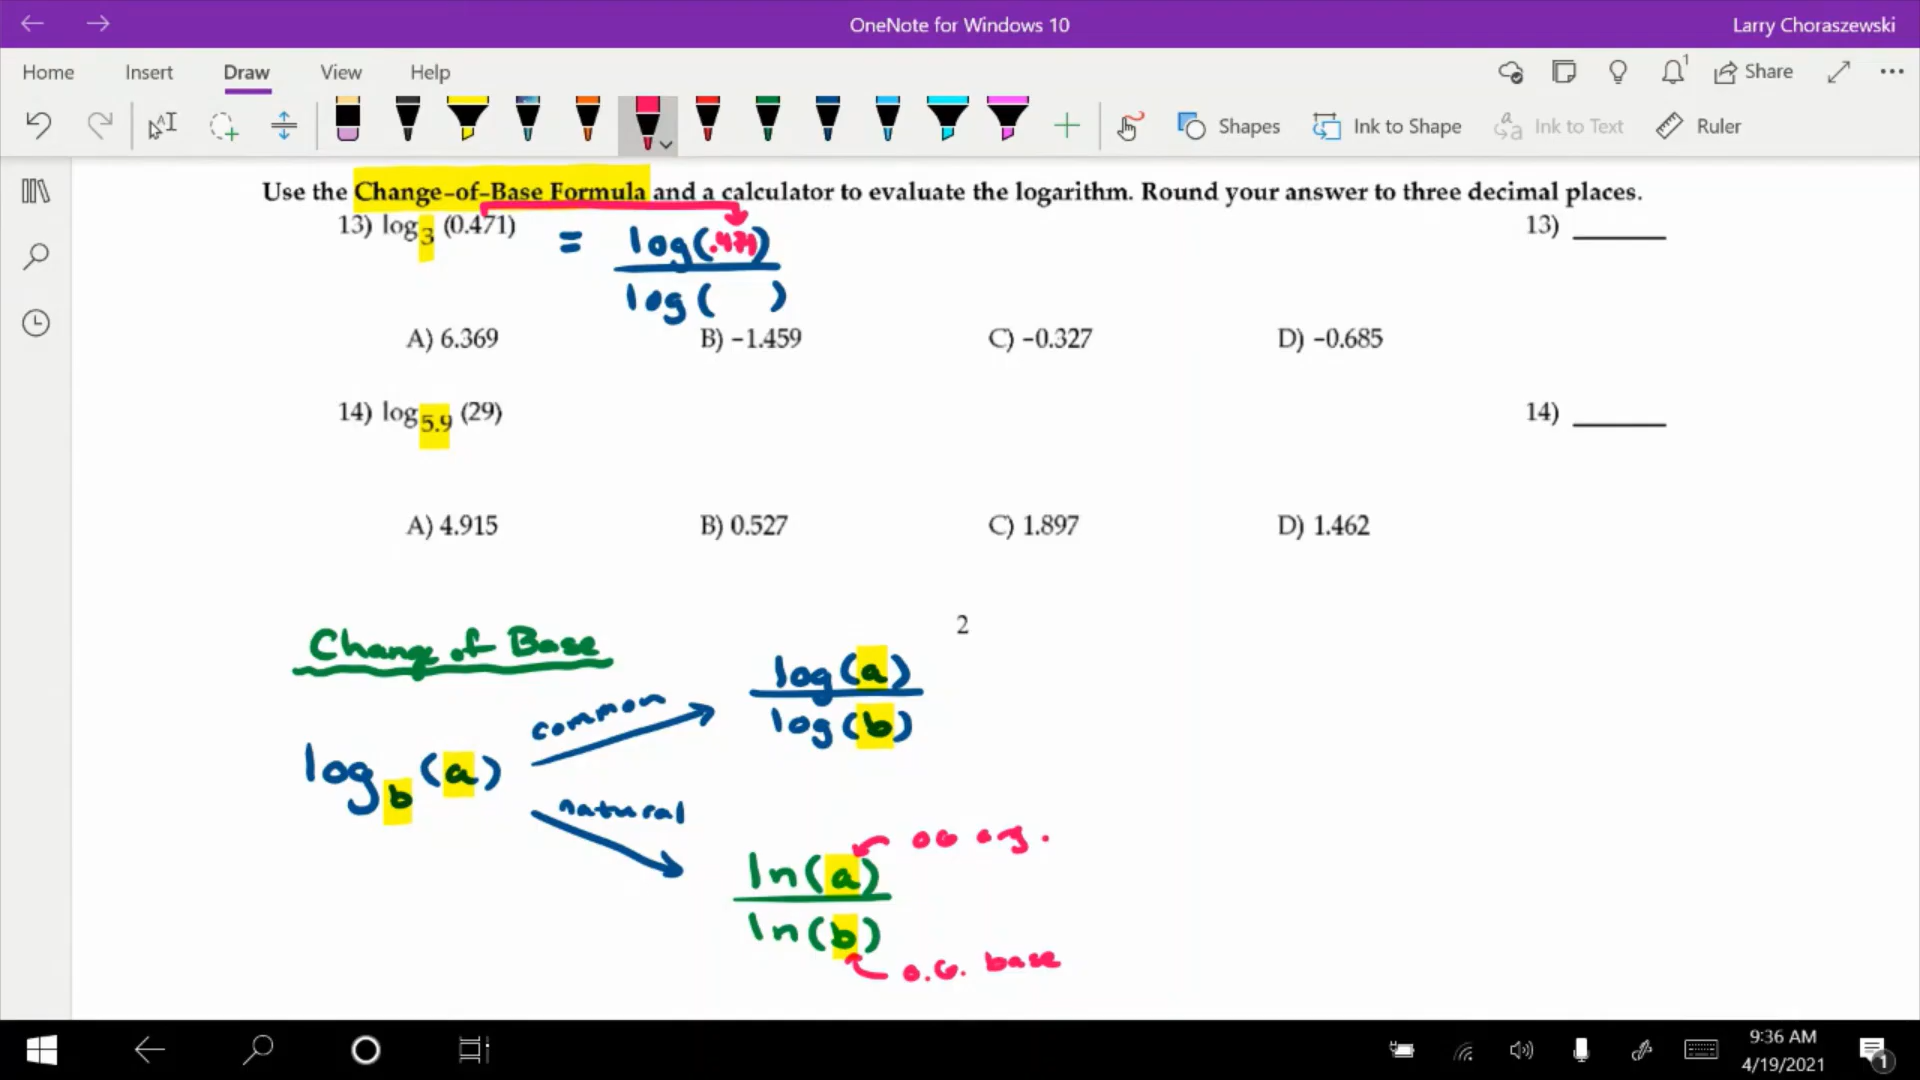 OneNote for Windows 10
Larry Choraszewski
Home Insert Draw View Help
1
Share
Shapes
Ink to Shape
Ink to Text
Ruler
Use the Change-of-Base Formula and a calculator to evaluate the logarithm. Round your answer to three decimal places.
13) log3 (0.471) = log(.471) 13) ______
log( )
A) 6.369 B) -1.459 C) -0.327 D) -0.685
14) log5.9 (29) 14) ______
A) 4.915 B) 0.527 C) 1.897 D) 1.462
2
Change of Base
common
log(a)
log(b)
logb (a)
natural
OG arg.
ln(a)
ln(b)
O.G. base
9:36 AM
4/19/2021
1